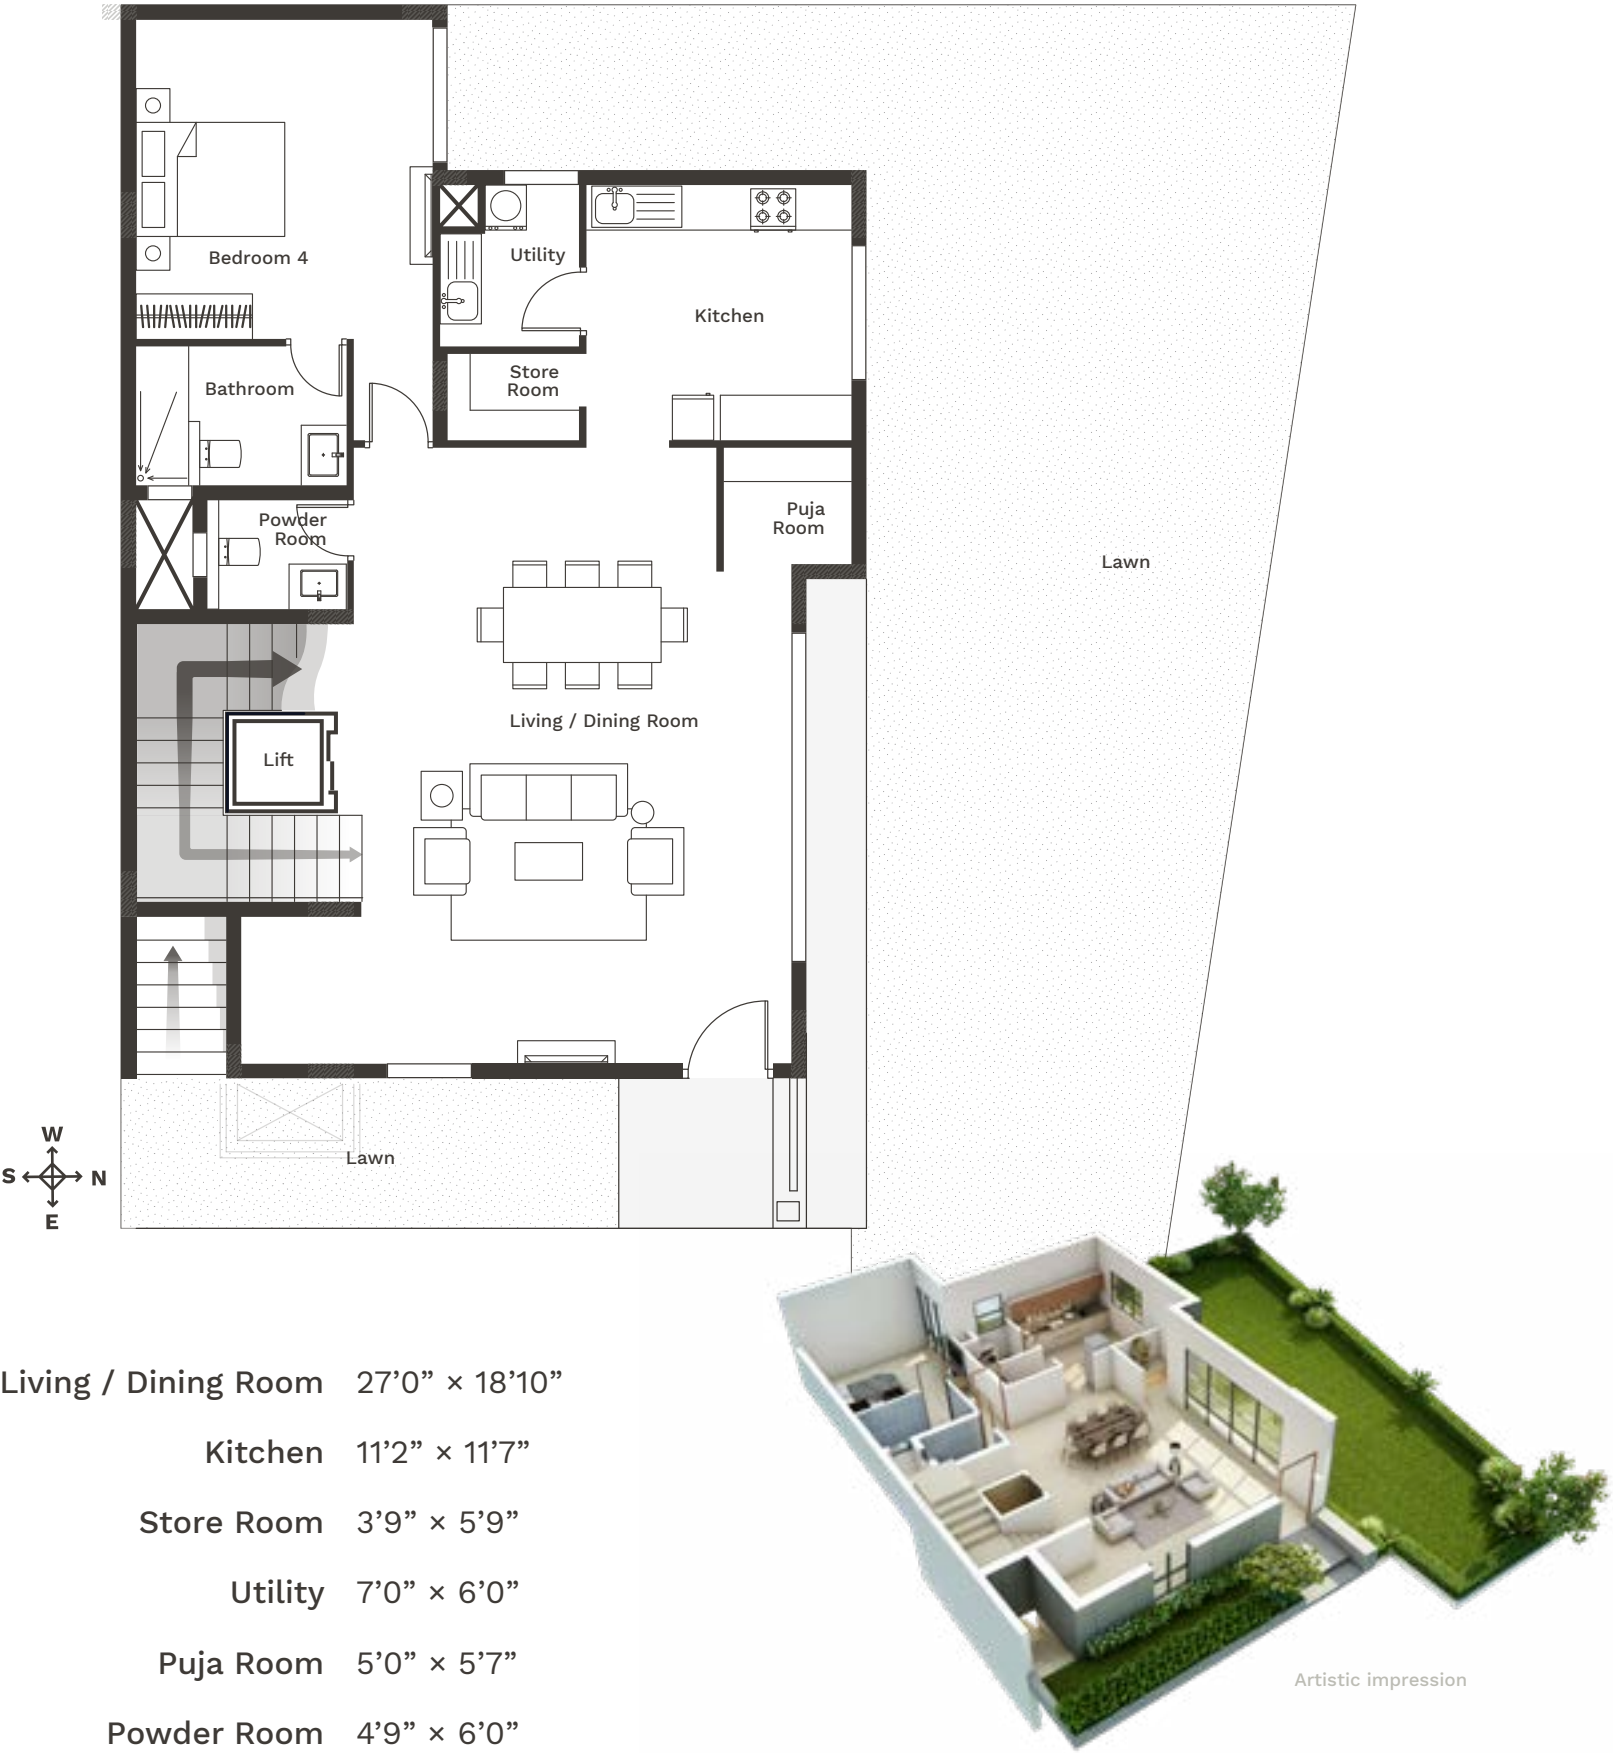 Bedroom 4
Utility
Kitchen
Store
Room
Bathroom
Puja
Room
Powder
Room
Lawn
Living / Dining Room
Lift
Lawn
W
S N
E
Living / Dining Room 27’0” × 18’10”
Kitchen 11’2” × 11’7”
Store Room 3’9” × 5’9”
Utility 7’0” × 6’0”
Puja Room 5’0” × 5’7”
Powder Room 4’9” × 6’0”
Artistic impression